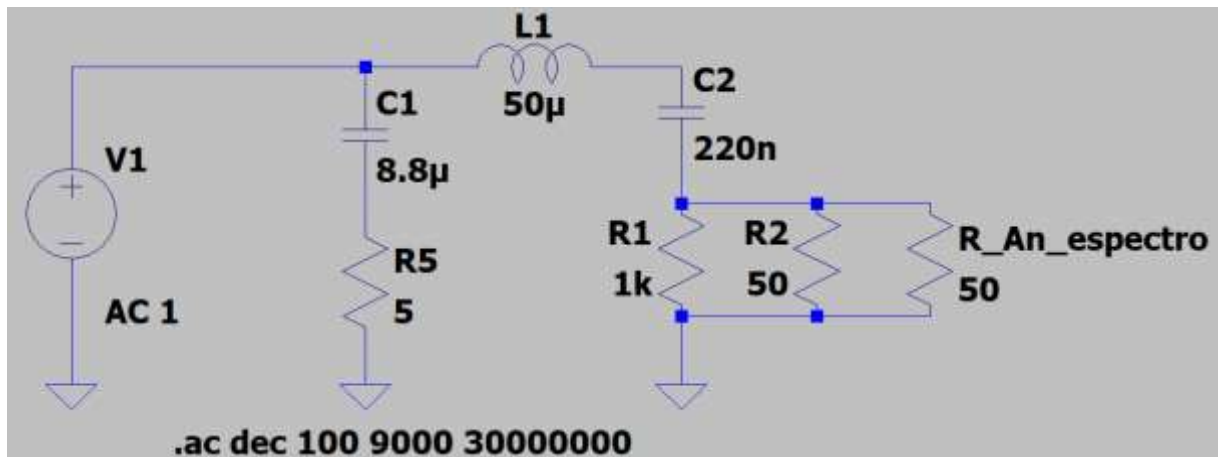 L1
50µ
C1
8.8µ
C2
220n
V1
AC 1
R5
5
R1
1k
R2
50
R_An_espectro
50
.ac dec 100 9000 30000000